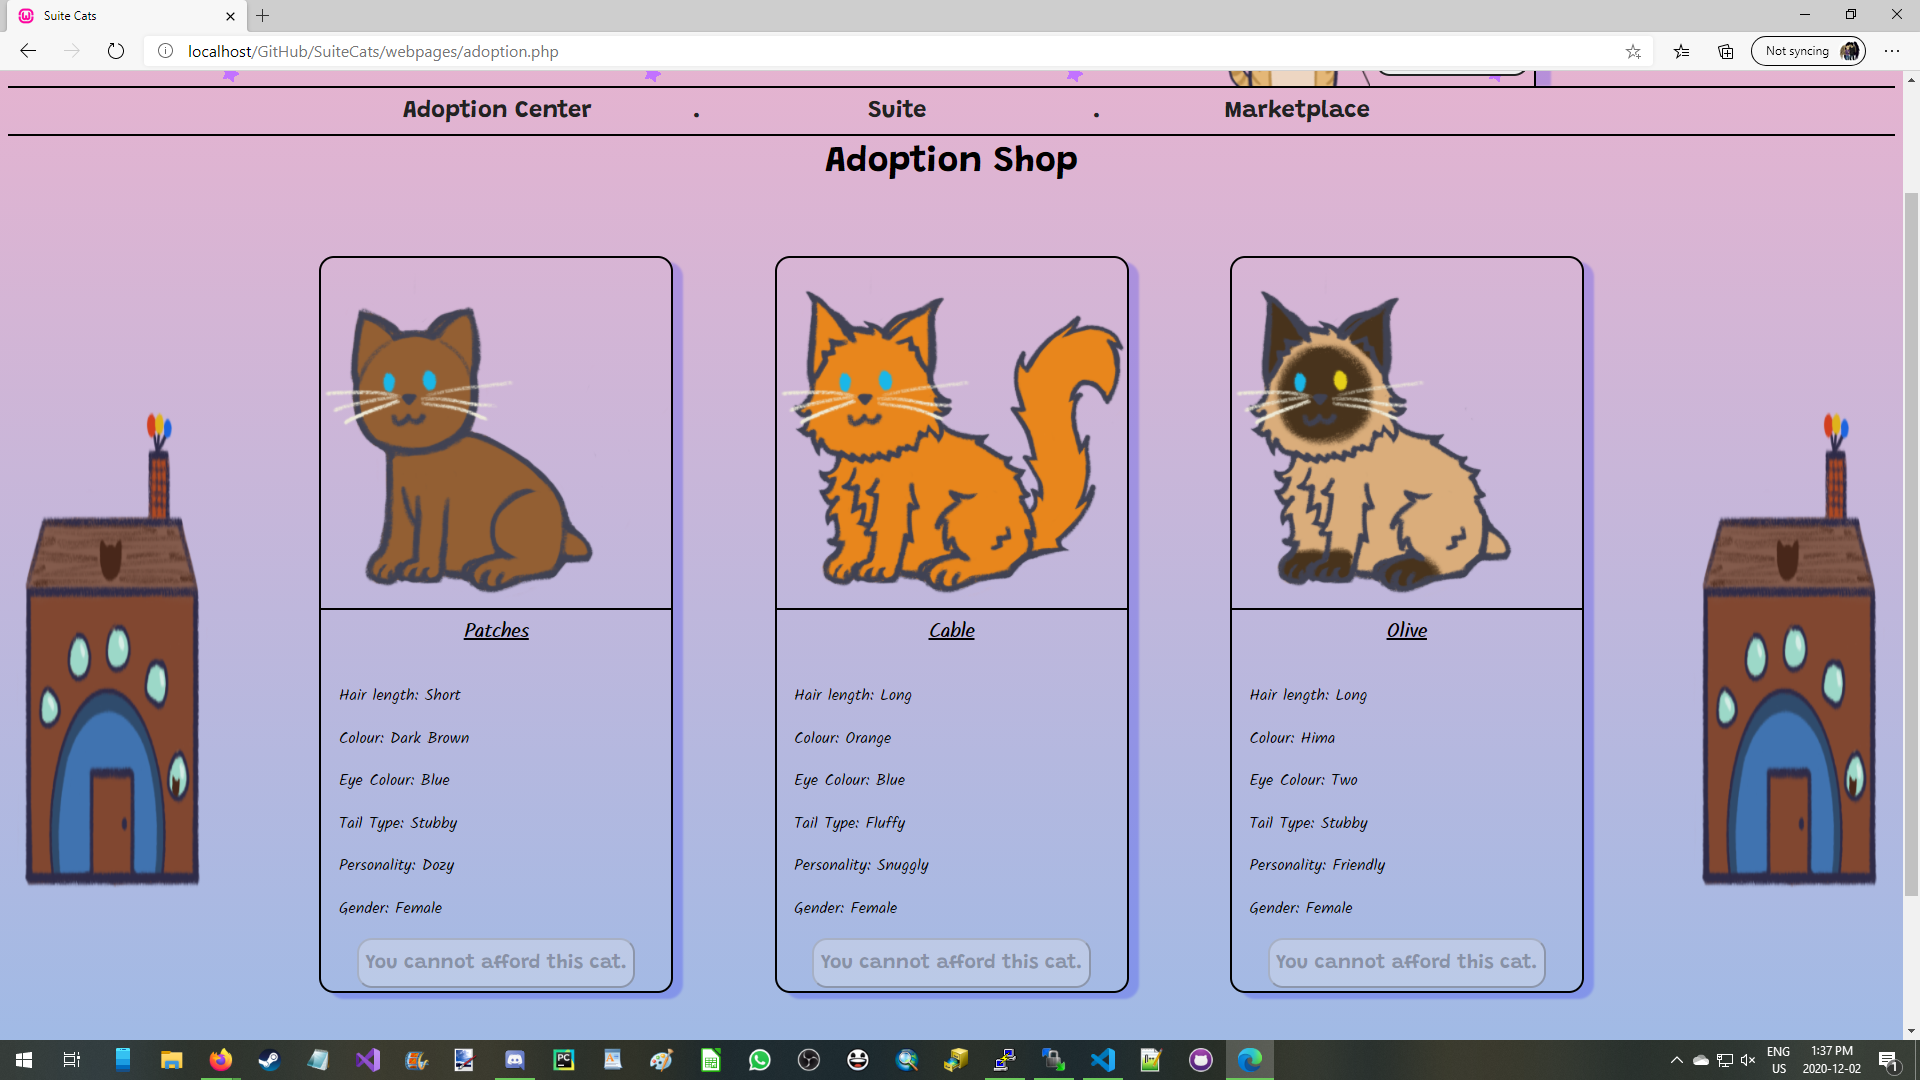 Suite Cats
localhost/GitHub/SuiteCats/webpages/adoption.php
Not syncing
Adoption Center . Suite . Marketplace
Adoption Shop
Patches
Hair length: Short
Colour: Dark Brown
Eye Colour: Blue
Tail Type: Stubby
Personality: Dozy
Gender: Female
You cannot afford this cat.
Cable
Hair length: Long
Colour: Orange
Eye Colour: Blue
Tail Type: Fluffy
Personality: Snuggly
Gender: Female
You cannot afford this cat.
Olive
Hair length: Long
Colour: Hima
Eye Colour: Two
Tail Type: Stubby
Personality: Friendly
Gender: Female
You cannot afford this cat.
PC
ENG
US
1:37 PM
2020-12-02
1